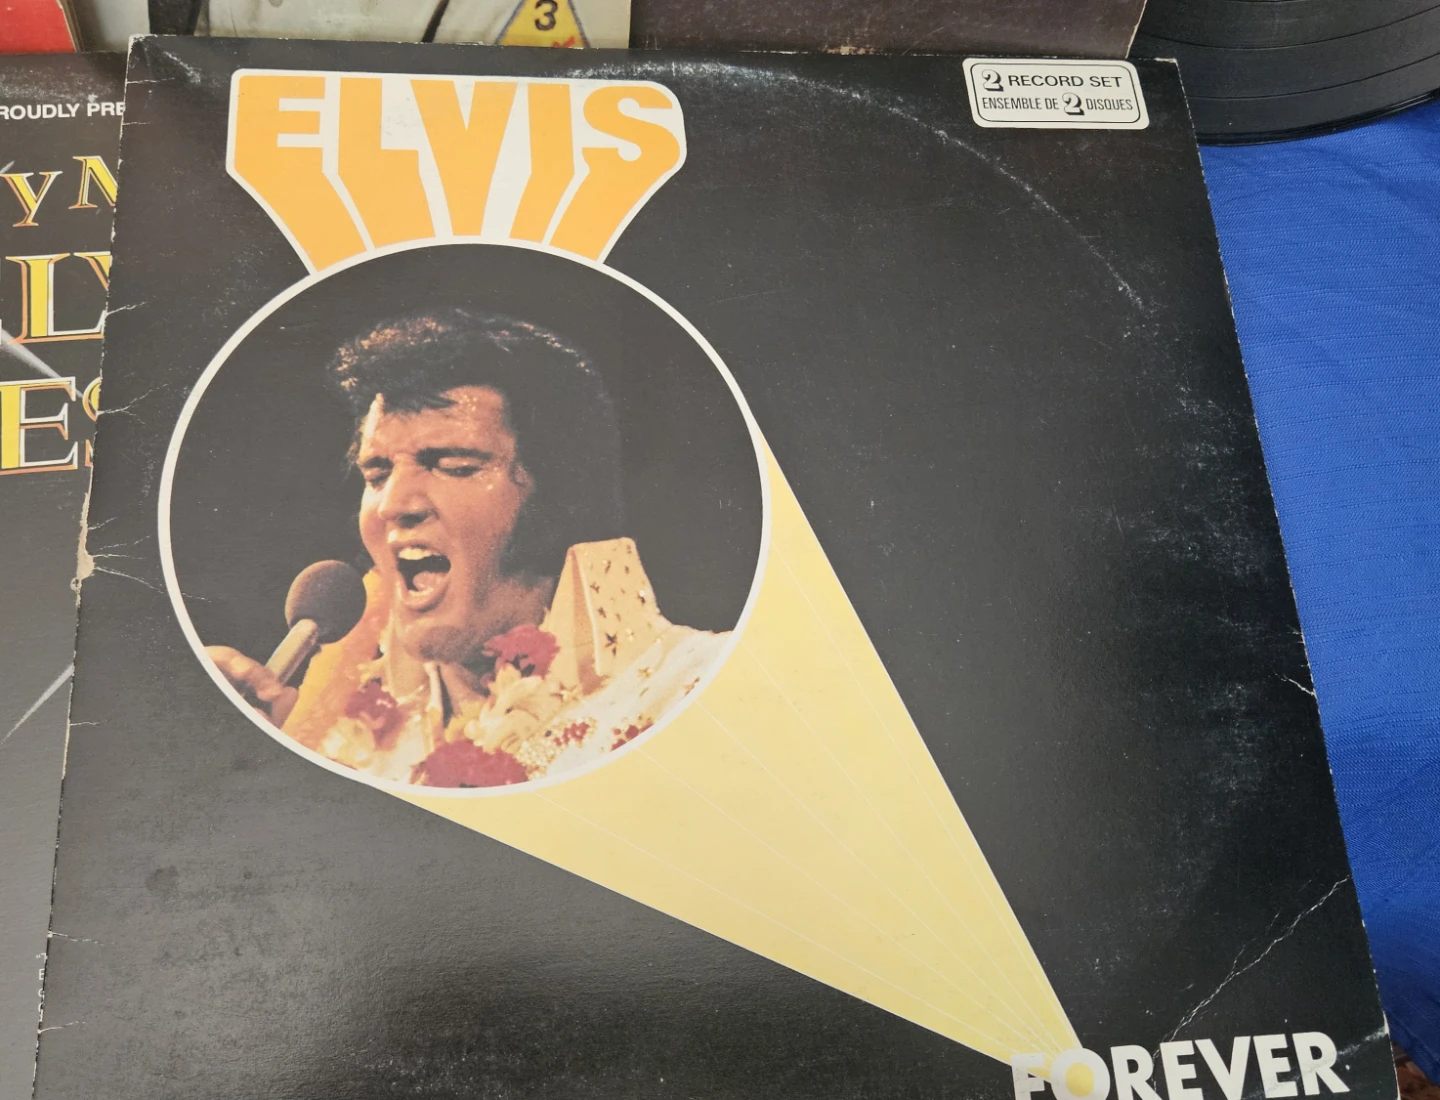 3
ROUDLY PRE
ELVIS
2 RECORD SET
ENSEMBLE DE 2 DISQUES
Y
FOREVER